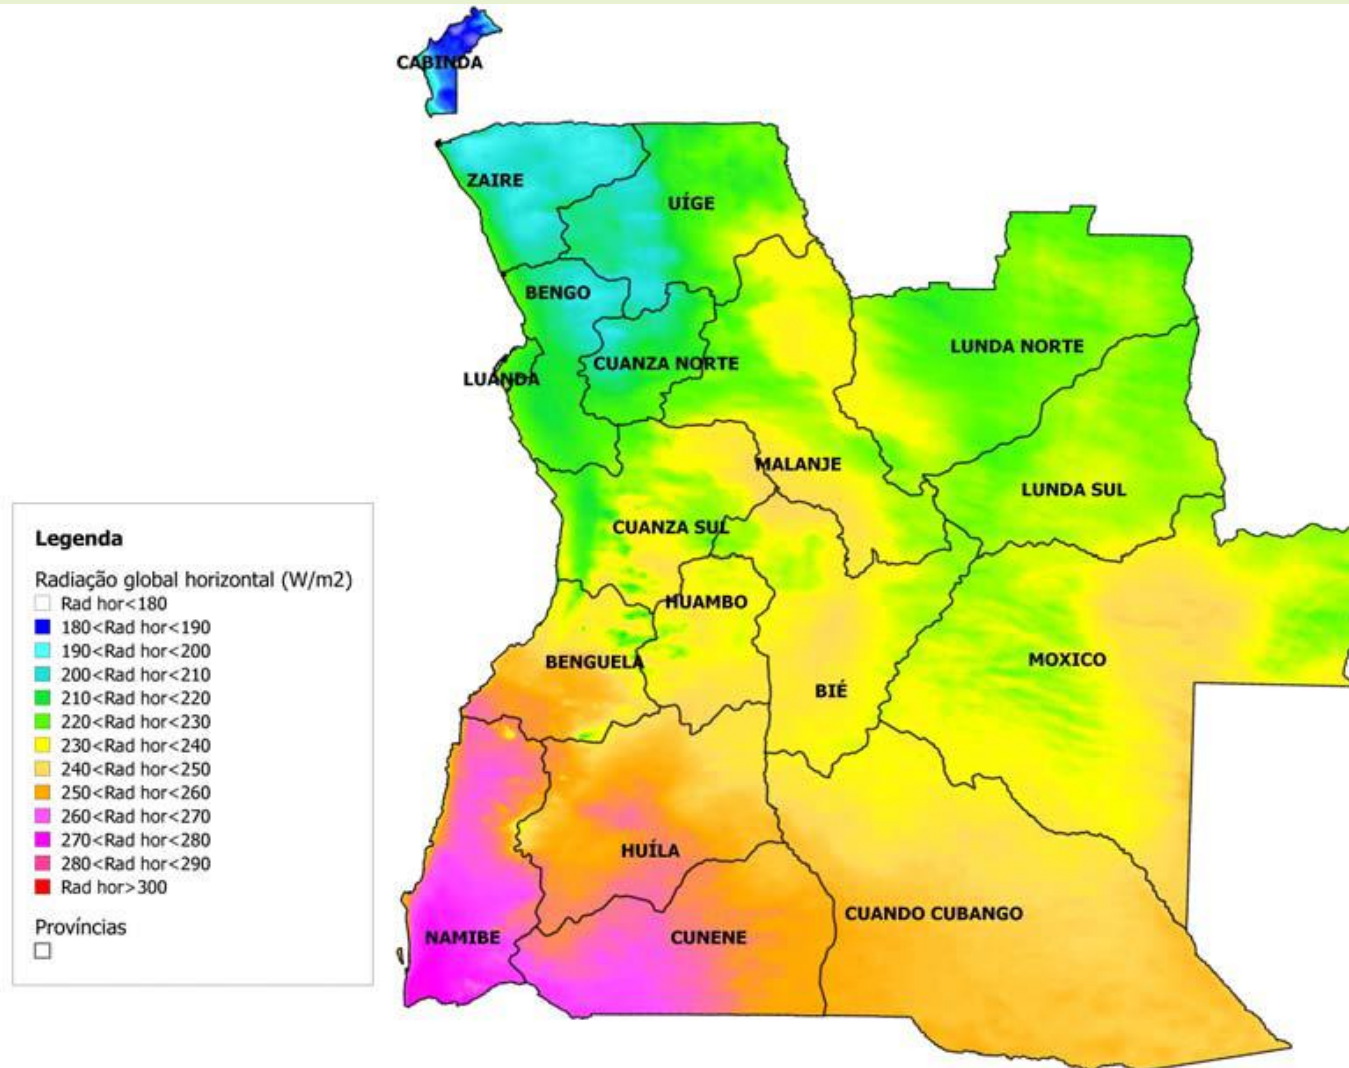 CABINDA
ZAIRE
UÍGE
BENGO
LUNDA NORTE
CUANZA NORTE
LUANDA
MALANJE
LUNDA SUL
CUANZA SUL
HUAMBO
BENGUELA
MOXICO
BIÉ
HUÍLA
CUANDO CUBANGO
NAMIBE
CUNENE
Legenda
Radiação global horizontal (W/m2)
Rad hor<180
180<Rad hor<190
190<Rad hor<200
200<Rad hor<210
210<Rad hor<220
220<Rad hor<230
230<Rad hor<240
240<Rad hor<250
250<Rad hor<260
260<Rad hor<270
270<Rad hor<280
280<Rad hor<290
Rad hor>300
Províncias